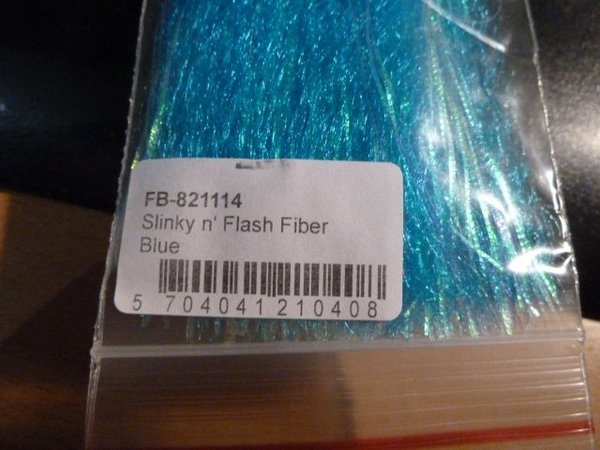 FB-821114
Slinky n' Flash Fiber
Blue
5 704041 210408